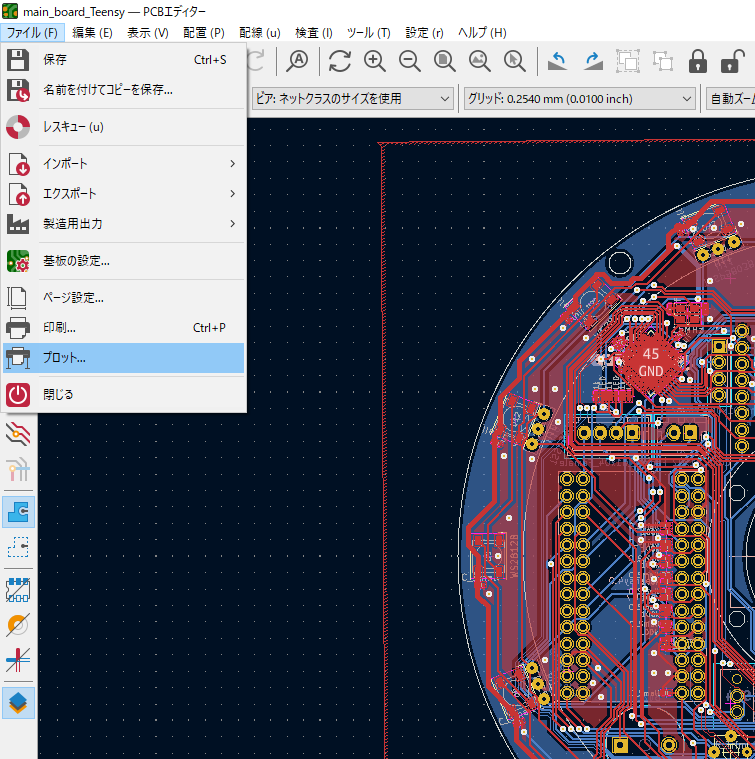 main_board_Teensy — PCBエディター
ファイル (F) 編集 (E) 表示 (V) 配置 (P) 配線 (u) 検査 (I) ツール (T) 設定 (r) ヘルプ (H)
保存 Ctrl+S
名前を付けてコピーを保存...
ビア: ネットクラスのサイズを使用 グリッド: 0.2540 mm (0.0100 inch) 自動ズーム
レスキュー (u)
インポート
エクスポート
製造用出力
基板の設定...
ページ設定...
印刷... Ctrl+P
プロット...
閉じる
45
GND
WS2812B